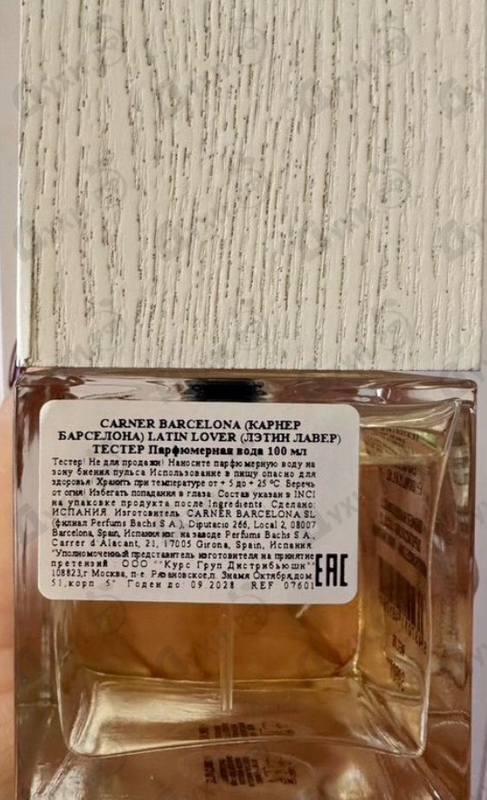 CARNER BARCELONA (КАРНЕР
БАРСЕЛОНА) LATIN LOVER (ЛЭТИН ЛАВЕР)
ТЕСТЕР Парфюмерная вода 100 мл
Тестер! Не для продажи! Наносите парфюмерную воду на
зону биения пульса Использование в пищу опасно для
здоровья! Хранить при температуре от + 5 до + 25 °C Беречь
от огня! Избегать попадания в глаза. Состав указан в INCI
на упаковке продукта после Ingredients. Сделано:
ИСПАНИЯ Изготовитель CARNER BARCELONA SL
(филиал Perfums Bachs S.A.), Diputacio 266, Local 2, 08007
Barcelona, Spain, Испания изг. на заводе Perfums Bachs S.A.,
Carrer d'Alacant, 21, 17005 Girona, Spain, Испания
"Уполномоченный представитель изготовителя на принятие
претензий: ООО ""Курс Груп Дистрибьюшн""
108823,г Москва, п-е. Рязановское,п. Знамя Октября,дом
51,корп 5" Годен до 09.2028 REF 07601
EAC